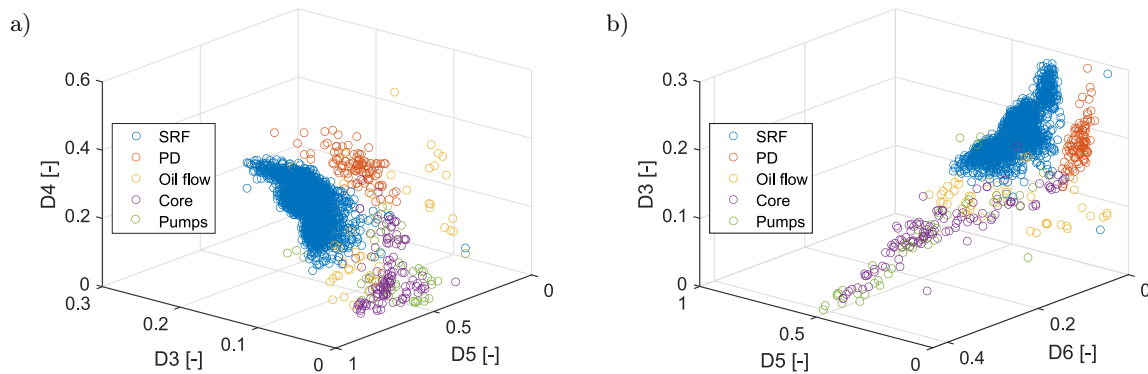 a)
0.6
0.4
0.2
0
D4 [-]
SRF
PD
Oil flow
Core
Pumps
0.3
0.2
0.1
0
D3 [-]
1
0.5
0
D5 [-]
b)
0.3
0.2
0.1
0
D3 [-]
SRF
PD
Oil flow
Core
Pumps
1
0.5
0
D5 [-]
0.4
0.2
0
D6 [-]